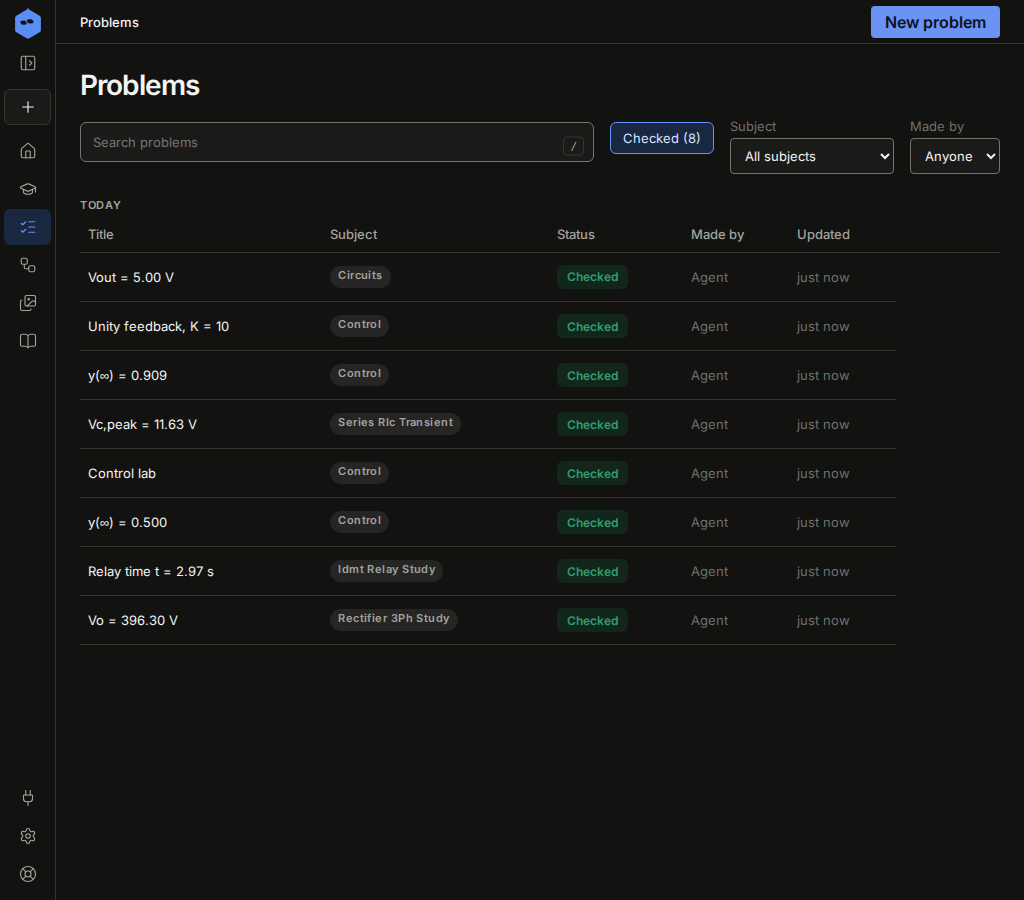 Problems
New problem
Problems
Search problems /
Checked (8)
Subject
All subjects
Made by
Anyone
TODAY
Title Subject Status Made by Updated
Vout = 5.00 V Circuits Checked Agent just now
Unity feedback, K = 10 Control Checked Agent just now
y(∞) = 0.909 Control Checked Agent just now
Vc,peak = 11.63 V Series Rlc Transient Checked Agent just now
Control lab Control Checked Agent just now
y(∞) = 0.500 Control Checked Agent just now
Relay time t = 2.97 s Idmt Relay Study Checked Agent just now
Vo = 396.30 V Rectifier 3Ph Study Checked Agent just now